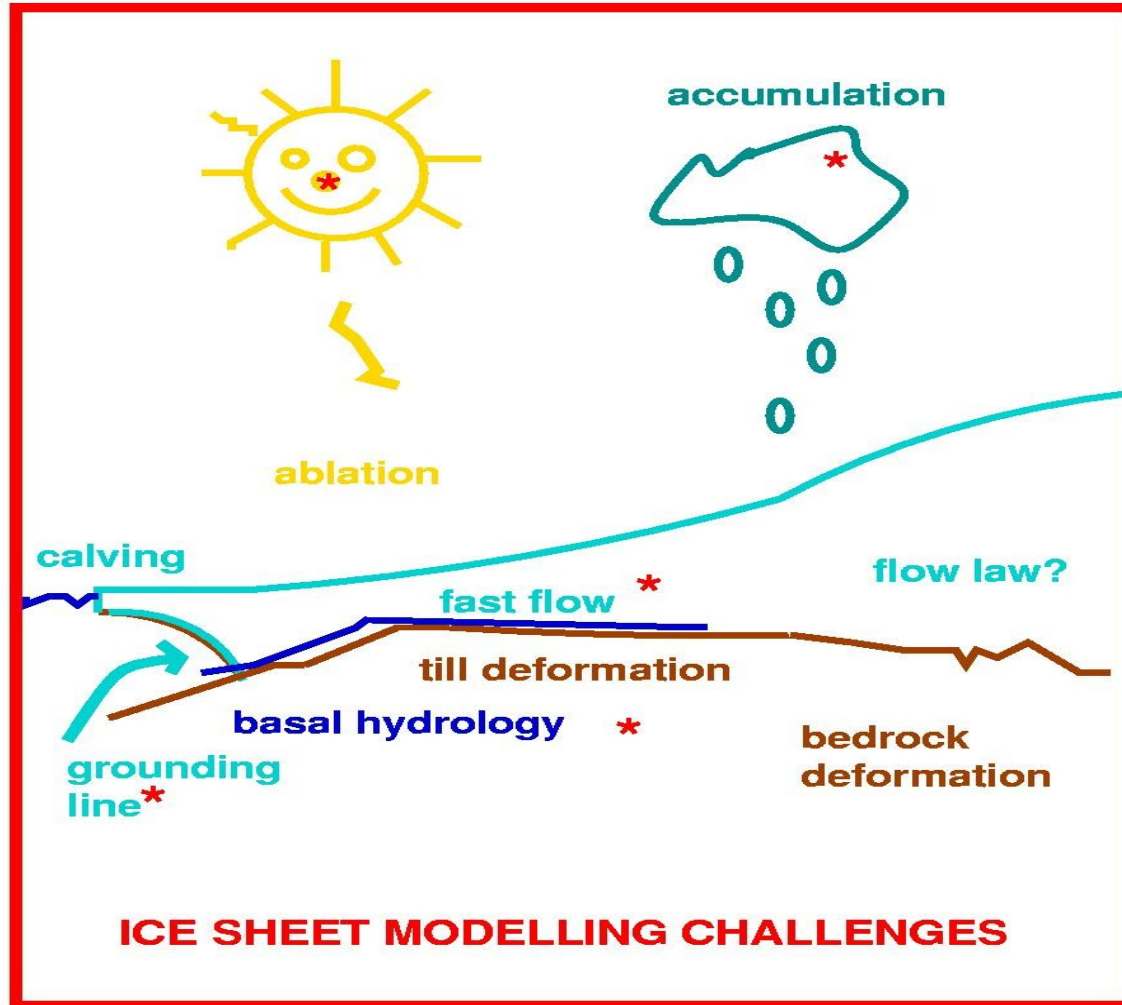 accumulation
*
*
ablation
calving
flow law?
fast flow *
till deformation
basal hydrology *
bedrock
deformation
grounding
line*
ICE SHEET MODELLING CHALLENGES